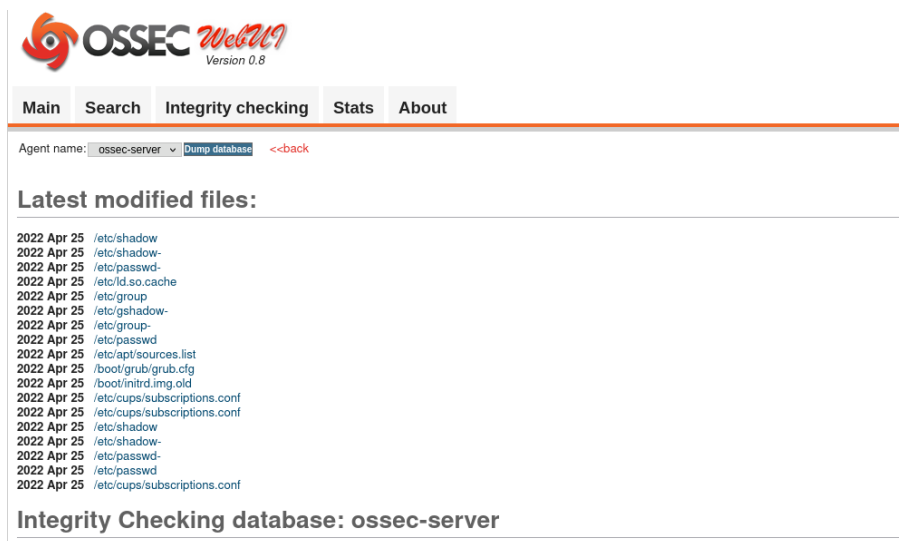 OSSEC WebUI
Version 0.8
Main Search Integrity checking Stats About
Agent name: ossec-server Dump database <<back
Latest modified files:
2022 Apr 25 /etc/shadow
2022 Apr 25 /etc/shadow-
2022 Apr 25 /etc/passwd-
2022 Apr 25 /etc/ld.so.cache
2022 Apr 25 /etc/group
2022 Apr 25 /etc/gshadow-
2022 Apr 25 /etc/group-
2022 Apr 25 /etc/passwd
2022 Apr 25 /etc/apt/sources.list
2022 Apr 25 /boot/grub/grub.cfg
2022 Apr 25 /boot/initrd.img.old
2022 Apr 25 /etc/cups/subscriptions.conf
2022 Apr 25 /etc/cups/subscriptions.conf
2022 Apr 25 /etc/shadow
2022 Apr 25 /etc/shadow-
2022 Apr 25 /etc/passwd-
2022 Apr 25 /etc/passwd
2022 Apr 25 /etc/cups/subscriptions.conf
Integrity Checking database: ossec-server